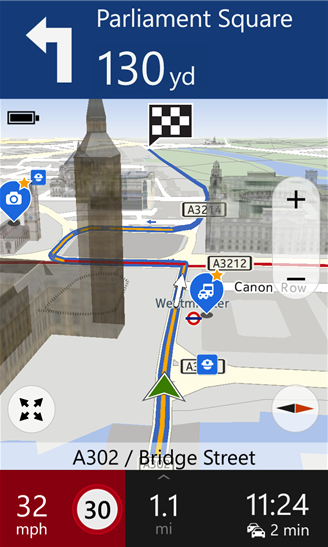 Parliament Square
130 yd
A3214
A3212
Canon Row
Westminster
A302 / Bridge Street
32
mph
30
1.1
mi
11:24
2 min